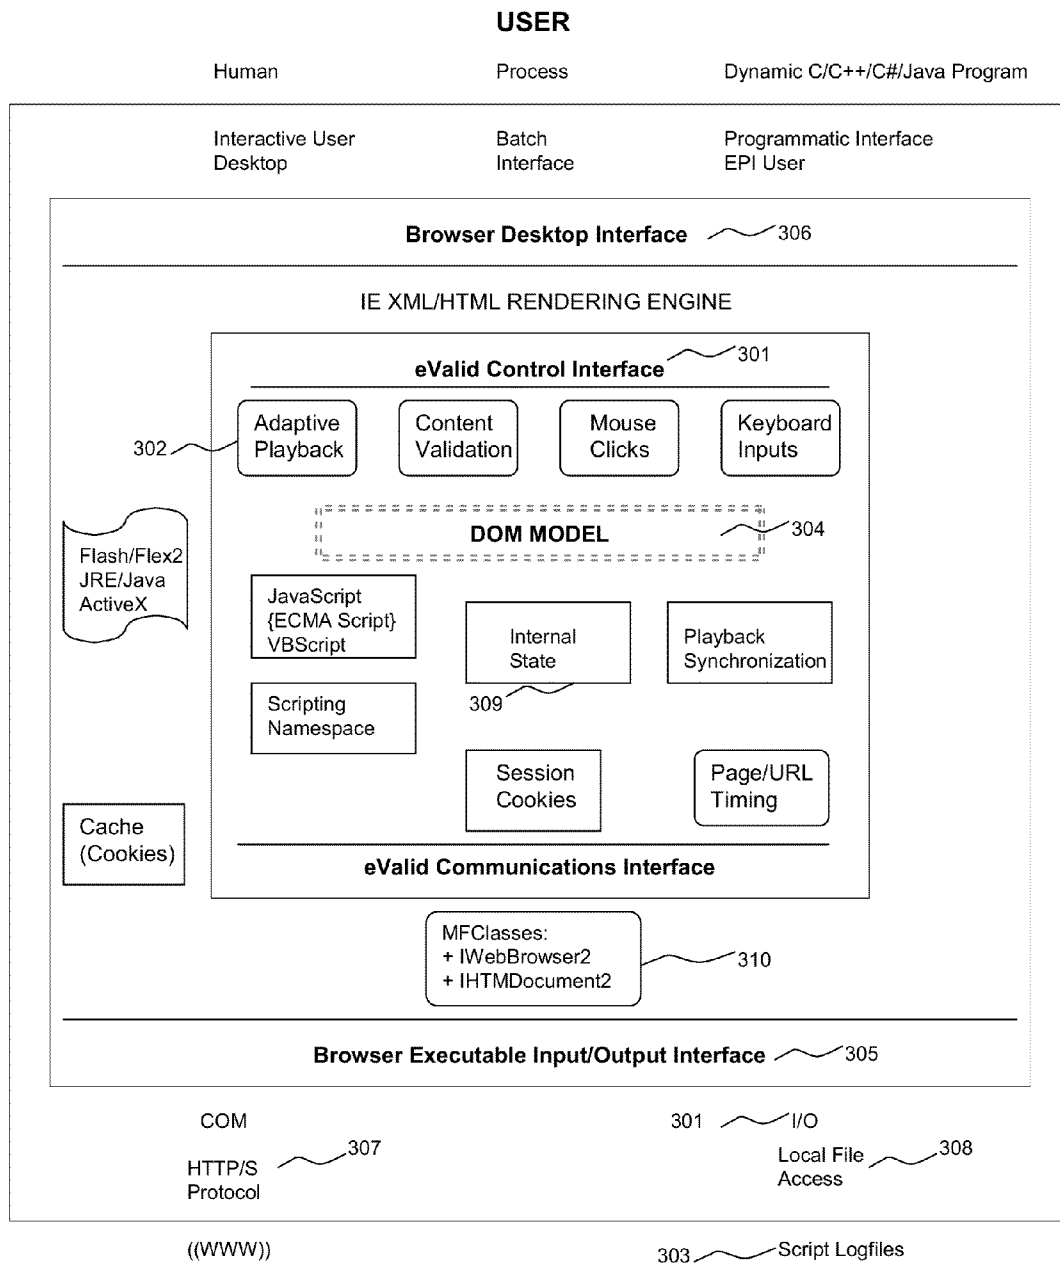 USER
Human
Process
Dynamic C/C++/C#/Java Program
Interactive User
Desktop
Batch
Interface
Programmatic Interface
EPI User
Browser Desktop Interface
306
IE XML/HTML RENDERING ENGINE
eValid Control Interface
301
302
Adaptive
Playback
Content
Validation
Mouse
Clicks
Keyboard
Inputs
DOM MODEL
304
Flash/Flex2
JRE/Java
ActiveX
JavaScript
{ECMA Script}
VBScript
Internal
State
309
Playback
Synchronization
Scripting
Namespace
Session
Cookies
Page/URL
Timing
Cache
(Cookies)
eValid Communications Interface
MFClasses:
+ IWebBrowser2
+ IHTMDocument2
310
Browser Executable Input/Output Interface
305
COM
301
I/O
HTTP/S
Protocol
307
Local File
Access
308
((WWW))
303
Script Logfiles